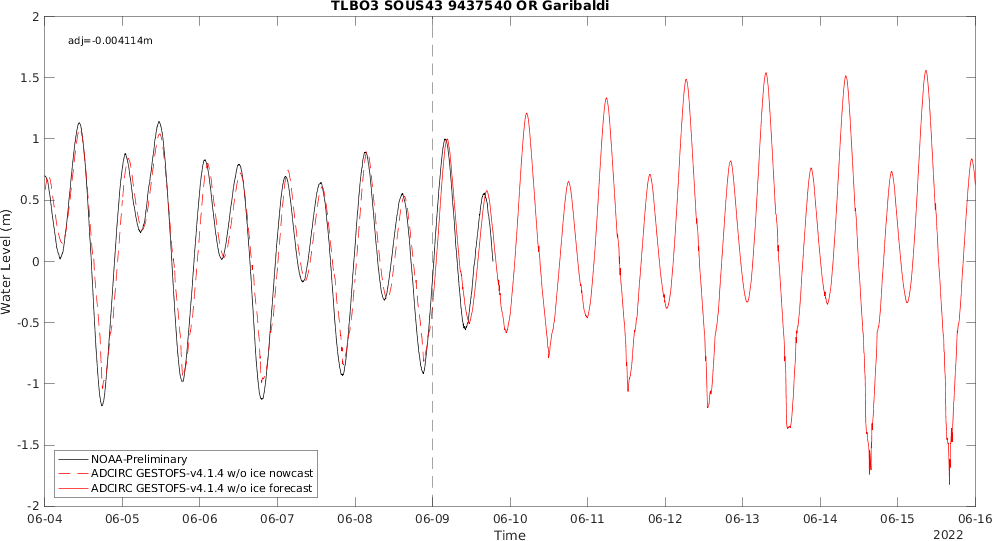 TLBO3 SOUS43 9437540 OR Garibaldi
adj=-0.004114m
2
1.5
1
0.5
0
-0.5
-1
-1.5
-2
Water Level (m)
NOAA-Preliminary
ADCIRC GESTOFS-v4.1.4 w/o ice nowcast
ADCIRC GESTOFS-v4.1.4 w/o ice forecast
06-04 06-05 06-06 06-07 06-08 06-09 06-10 06-11 06-12 06-13 06-14 06-15 06-16
Time
2022